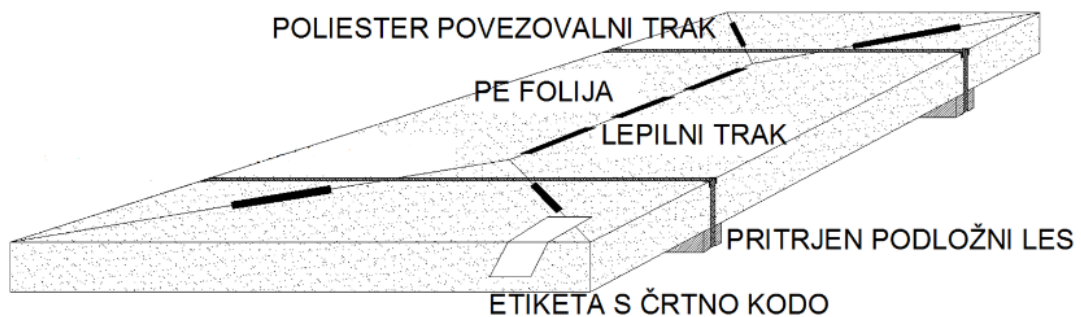 POLIESTER POVEZOVALNI TRAK
PE FOLIJA
LEPILNI TRAK
PRITRJEN PODLOŽNI LES
ETIKETA S ČRTNO KODO